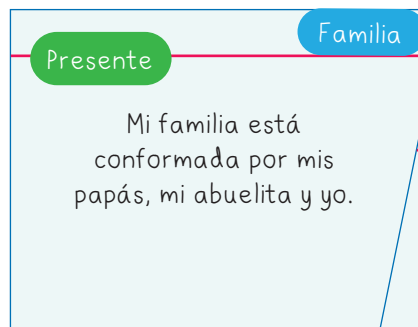 Familia
Presente
Mi familia está
conformada por mis
papás, mi abuelita y yo.